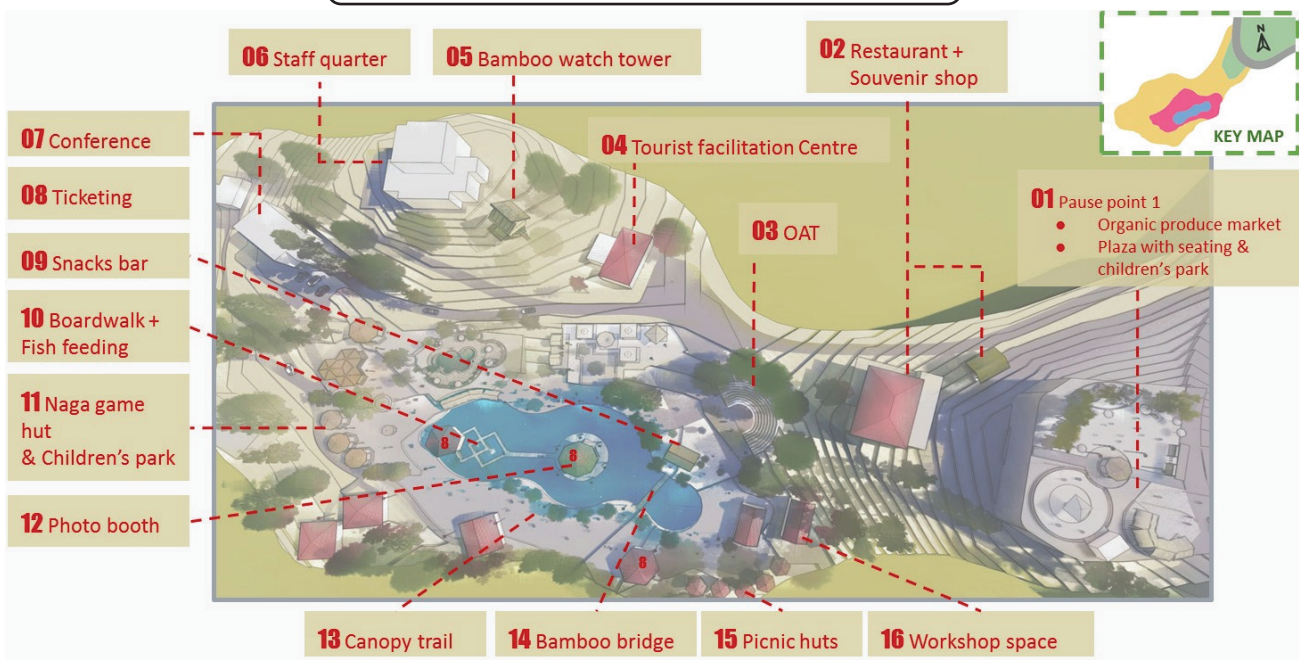 06 Staff quarter
05 Bamboo watch tower
02 Restaurant +
Souvenir shop
N
KEY MAP
07 Conference
04 Tourist facilitation Centre
08 Ticketing
01 Pause point 1
• Organic produce market
• Plaza with seating &
children's park
03 OAT
09 Snacks bar
10 Boardwalk +
Fish feeding
11 Naga game
hut
& Children's park
8
8
12 Photo booth
8
13 Canopy trail
14 Bamboo bridge
15 Picnic huts
16 Workshop space